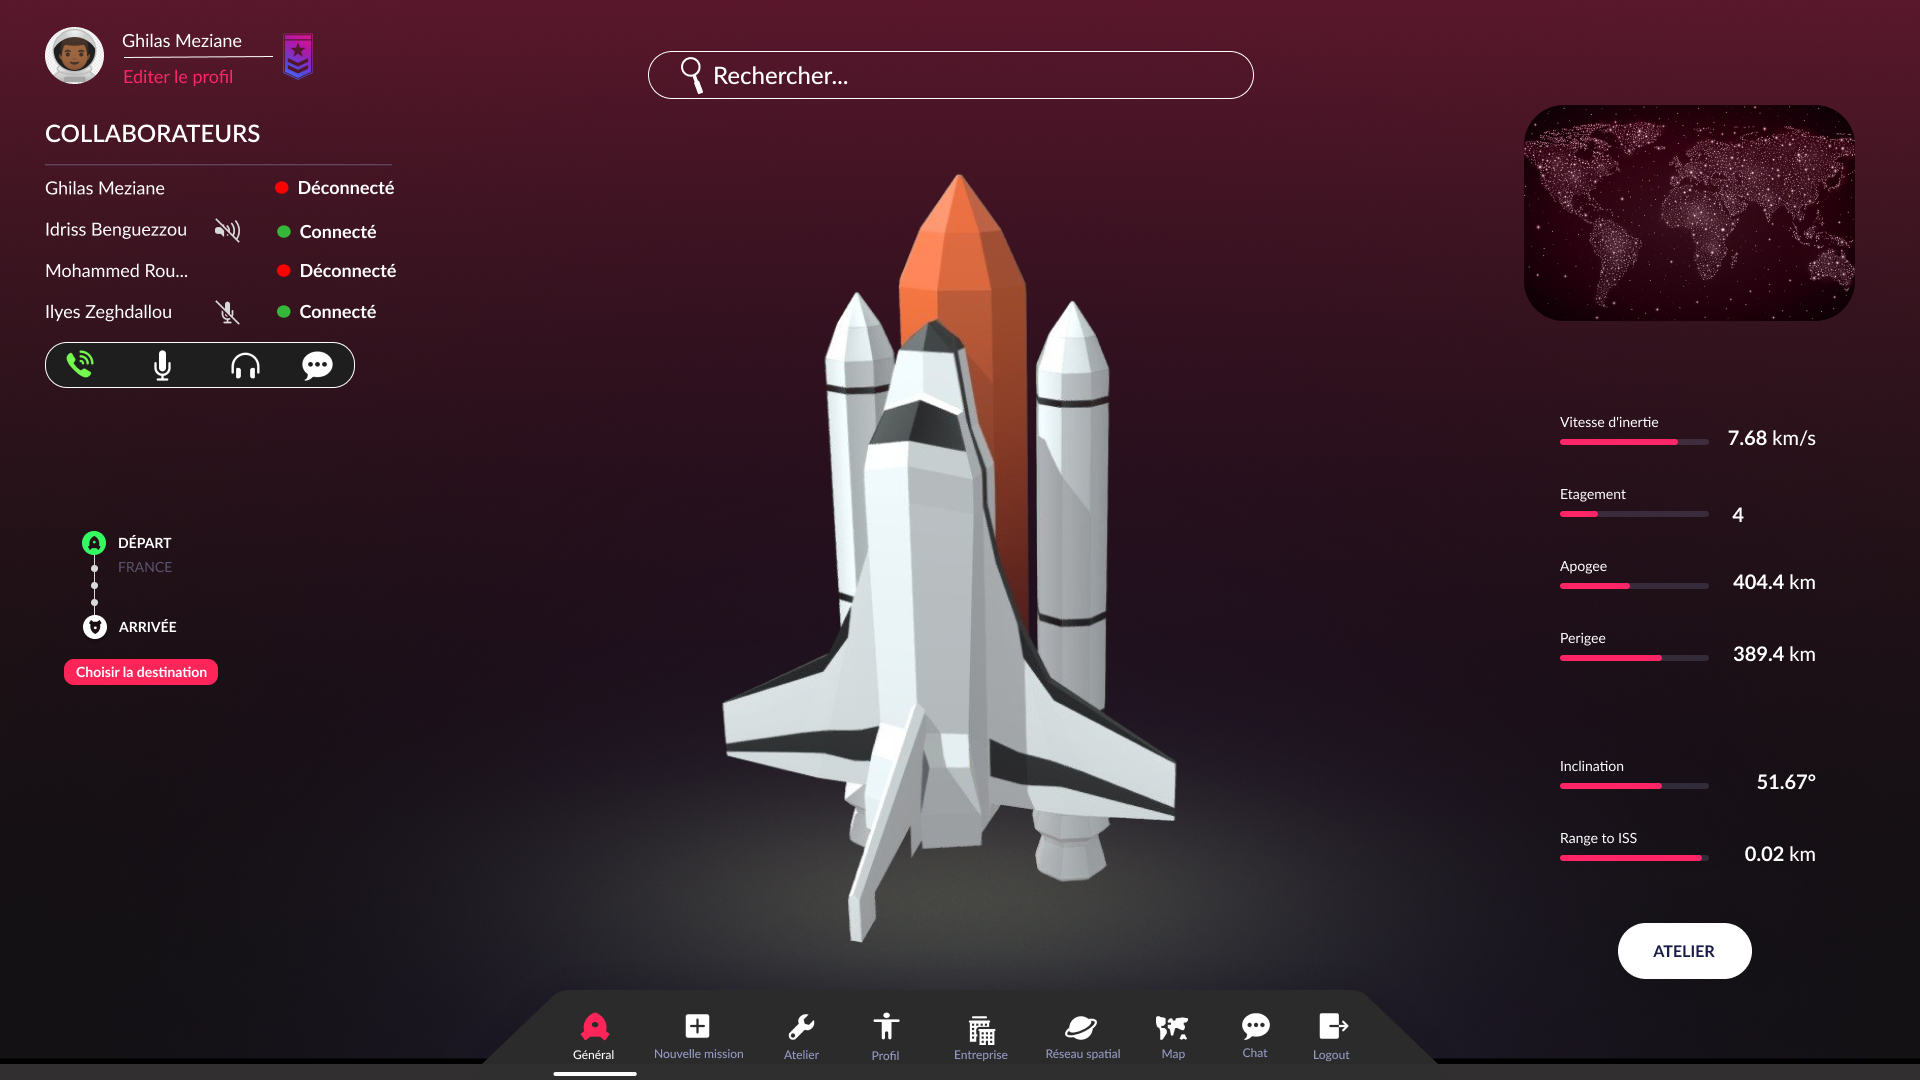 Ghilas Meziane
Editer le profil
Rechercher...
COLLABORATEURS
Ghilas Meziane Déconnecté
Idriss Benguezzou Connecté
Mohammed Rou... Déconnecté
Ilyes Zeghdallou Connecté
DÉPART
FRANCE
ARRIVÉE
Choisir la destination
Vitesse d'inertie
7.68 km/s
Etagement
4
Apogee
404.4 km
Perigee
389.4 km
Inclination
51.67°
Range to ISS
0.02 km
ATELIER
Général Nouvelle mission Atelier Profil Entreprise Réseau spatial Map Chat Logout